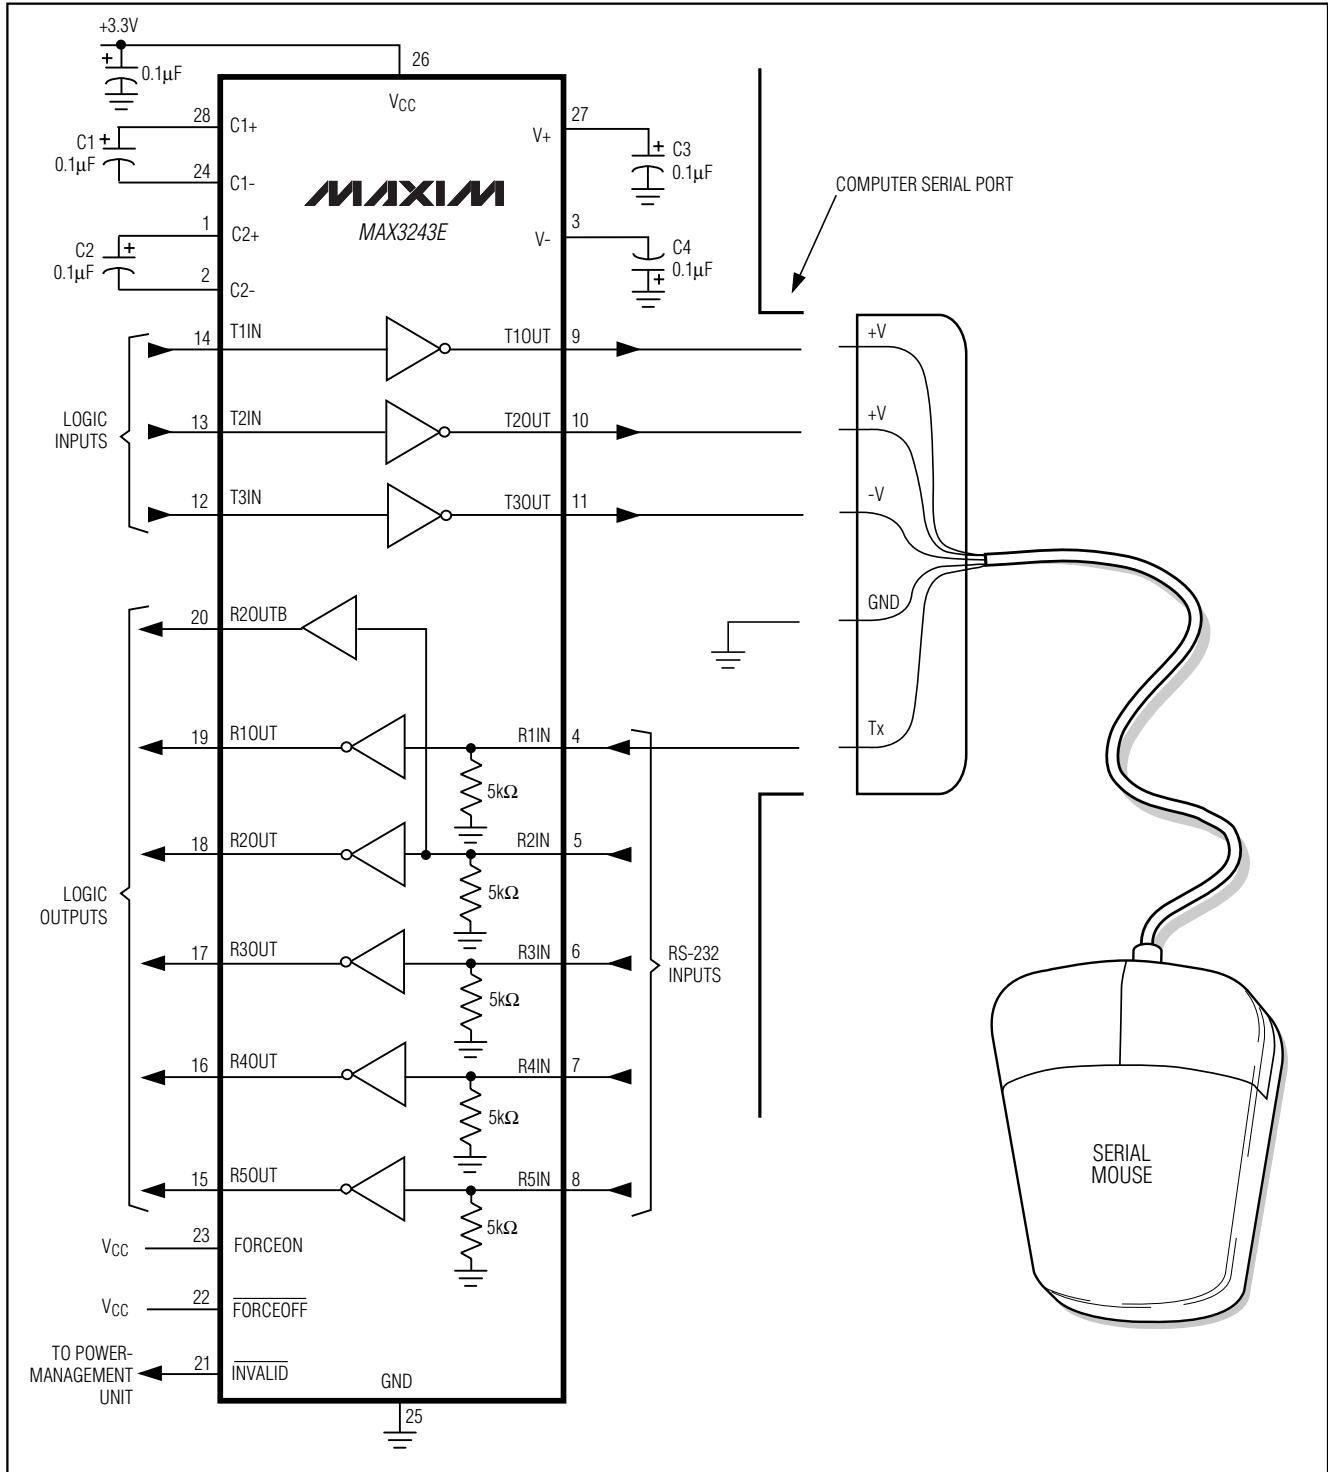 +3.3V
0.1µF
26
VCC
28
C1+
C1
0.1µF
24
C1-
1
C2+
C2
0.1µF
2
C2-
MAXIM
MAX3243E
27
V+
C3
0.1µF
3
V-
C4
0.1µF
COMPUTER SERIAL PORT
LOGIC
INPUTS
14
T1IN
T1OUT
9
+V
13
T2IN
T2OUT
10
+V
12
T3IN
T3OUT
11
-V
20
R2OUTB
GND
19
R1OUT
R1IN
4
Tx
5kΩ
18
R2OUT
R2IN
5
5kΩ
LOGIC
OUTPUTS
17
R3OUT
R3IN
6
5kΩ
RS-232
INPUTS
16
R4OUT
R4IN
7
5kΩ
15
R5OUT
R5IN
8
5kΩ
VCC
23
FORCEON
VCC
22
FORCEOFF
TO POWER-
MANAGEMENT
UNIT
21
INVALID
GND
25
SERIAL
MOUSE